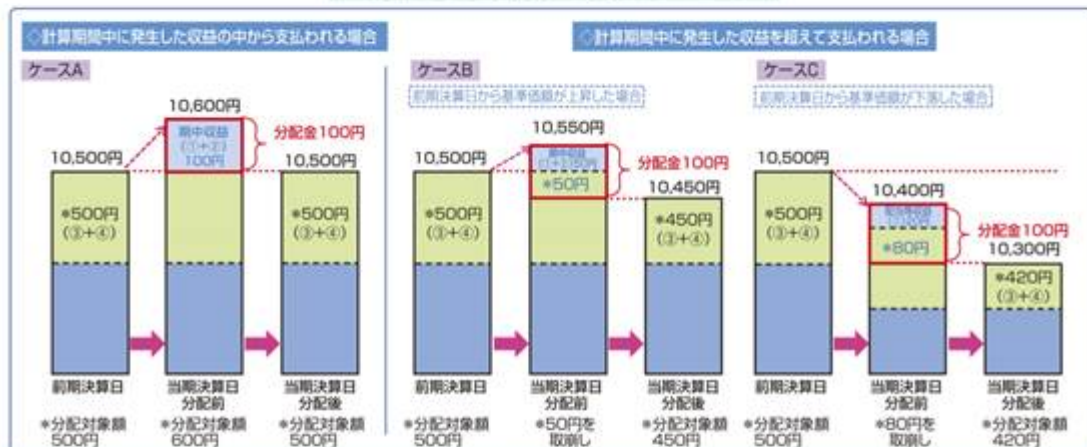 ◇計算期間中に発生した収益の中から支払われる場合
ケースA
10,500円
*500円
(③+④)
前期決算日
*分配対象額
500円
10,600円
期中収益
(①+②)
100円
分配金100円
当期決算日
分配前
*分配対象額
600円
10,500円
*500円
(③+④)
当期決算日
分配後
*分配対象額
500円
◇計算期間中に発生した収益を超えて支払われる場合
ケースB
前期決算日から基準価額が上昇した場合
10,500円
*500円
(③+④)
前期決算日
*分配対象額
500円
10,550円
期中収益
(①+②)50円
*50円
分配金100円
当期決算日
分配前
*50円を
取崩し
10,450円
*450円
(③+④)
当期決算日
分配後
*分配対象額
450円
ケースC
前期決算日から基準価額が下落した場合
10,500円
*500円
(③+④)
前期決算日
*分配対象額
500円
10,400円
*80円
分配金100円
当期決算日
分配前
*80円を
取崩し
10,300円
*420円
(③+④)
当期決算日
分配後
*分配対象額
420円